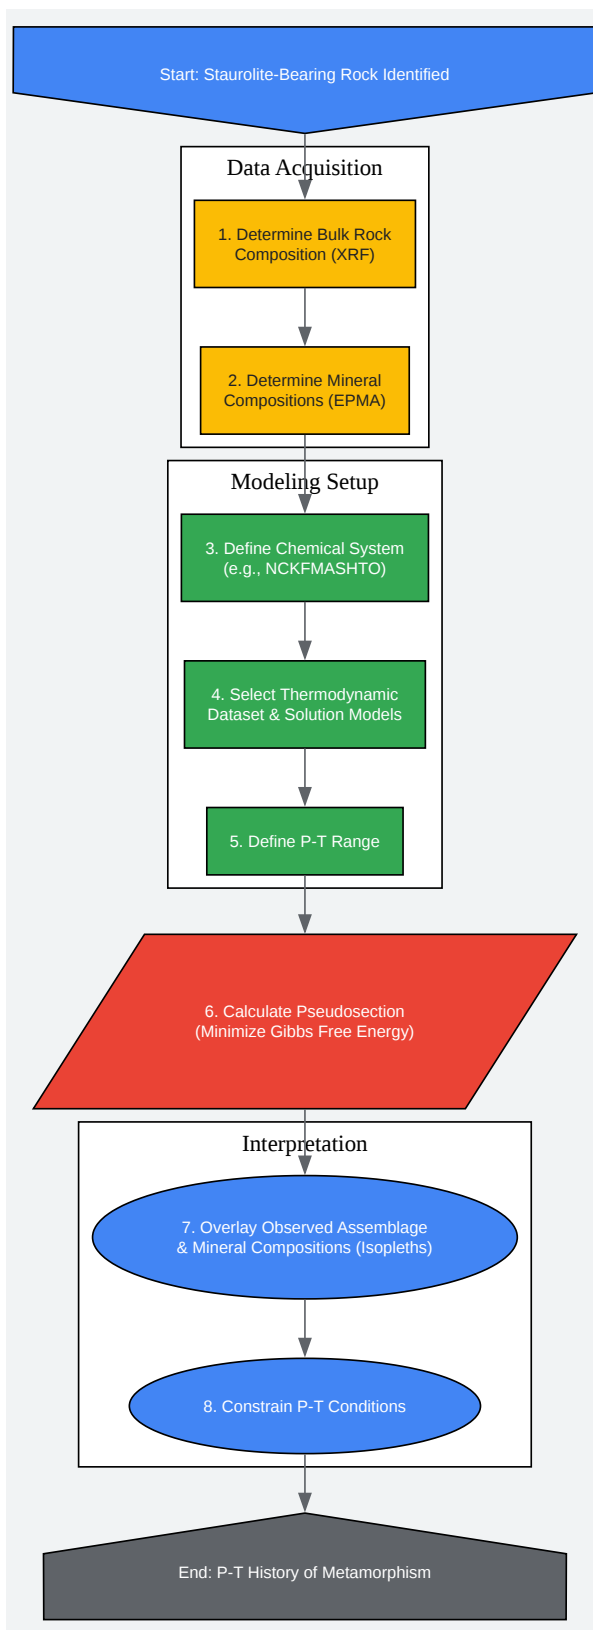 Start: Staurolite-Bearing Rock Identified
Data Acquisition
1. Determine Bulk Rock
Composition (XRF)
2. Determine Mineral
Compositions (EPMA)
Modeling Setup
3. Define Chemical System
(e.g., NCKFMASHTO)
4. Select Thermodynamic
Dataset & Solution Models
5. Define P-T Range
6. Calculate Pseudosection
(Minimize Gibbs Free Energy)
Interpretation
7. Overlay Observed Assemblage
& Mineral Compositions (Isopleths)
8. Constrain P-T Conditions
End: P-T History of Metamorphism